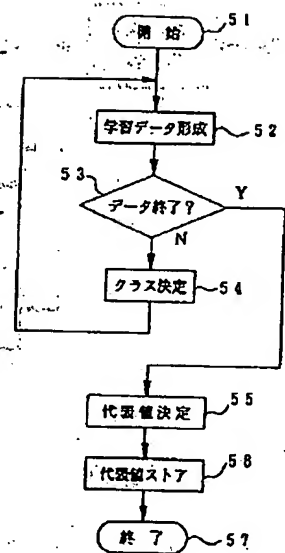 開始
51
学習データ形成
52
53
データ終了?
Y
N
クラス決定
54
代表値決定
55
代表値ストア
56
終了
57